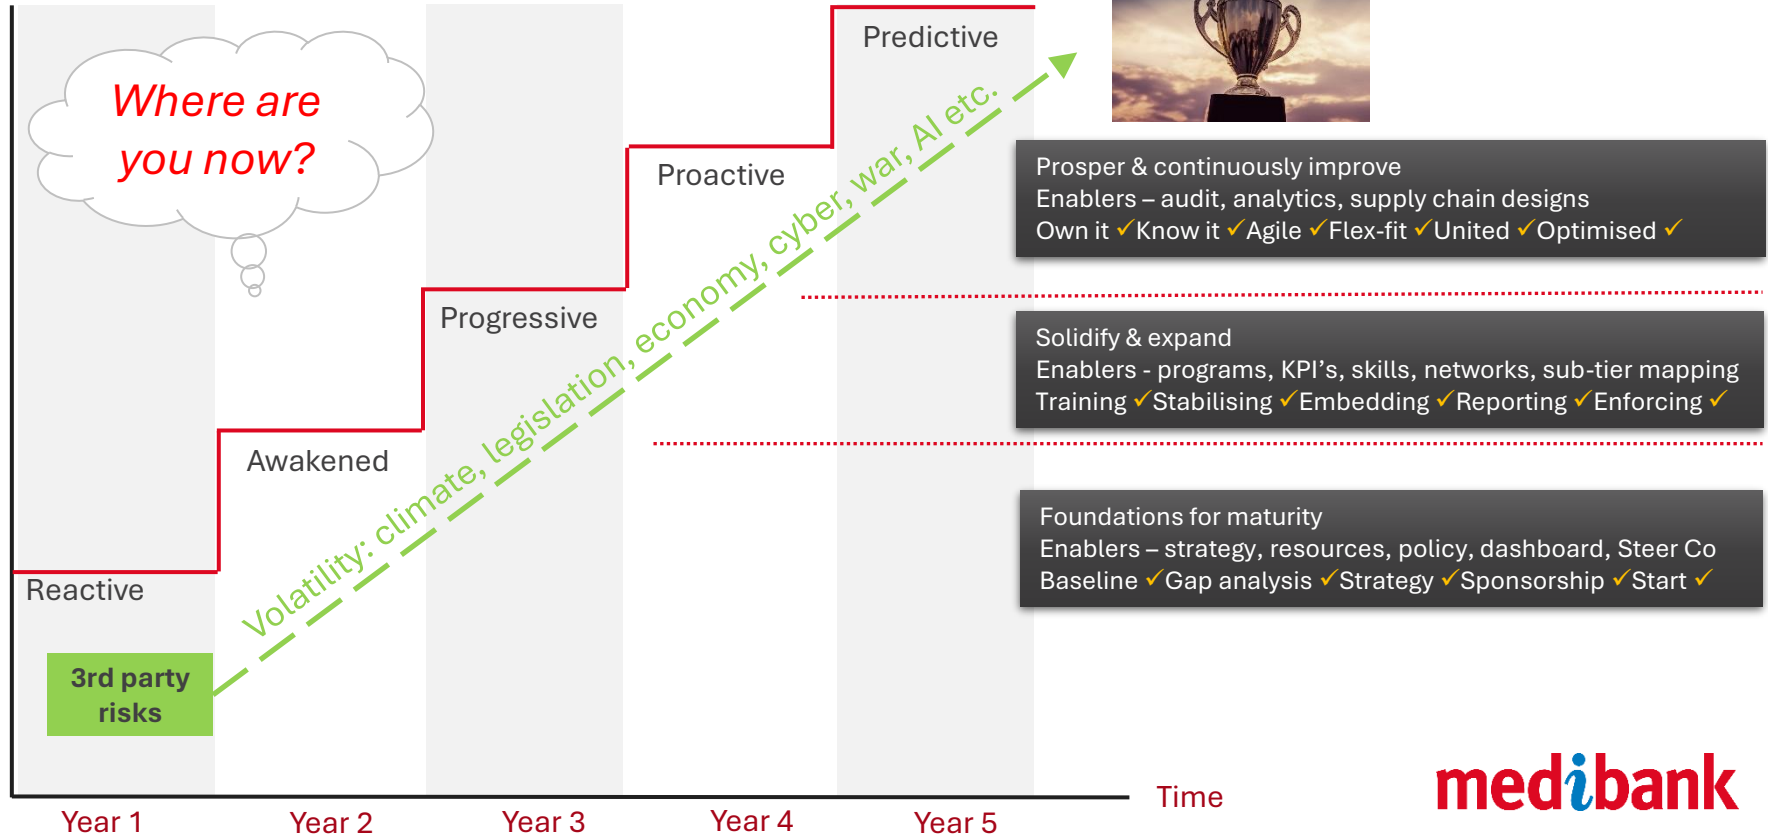 Where are
you now?
Predictive
Proactive
Progressive
Awakened
Reactive
Volatility: climate, legislation, economy, cyber, war, AI etc.
3rd party
risks
Prosper & continuously improve
Enablers – audit, analytics, supply chain designs
Own it ✓Know it ✓Agile ✓Flex-fit ✓United ✓Optimised ✓
Solidify & expand
Enablers - programs, KPI’s, skills, networks, sub-tier mapping
Training ✓Stabilising ✓Embedding ✓Reporting ✓Enforcing ✓
Foundations for maturity
Enablers – strategy, resources, policy, dashboard, Steer Co
Baseline ✓Gap analysis ✓Strategy ✓Sponsorship ✓Start ✓
Time
Year 1
Year 2
Year 3
Year 4
Year 5
medibank